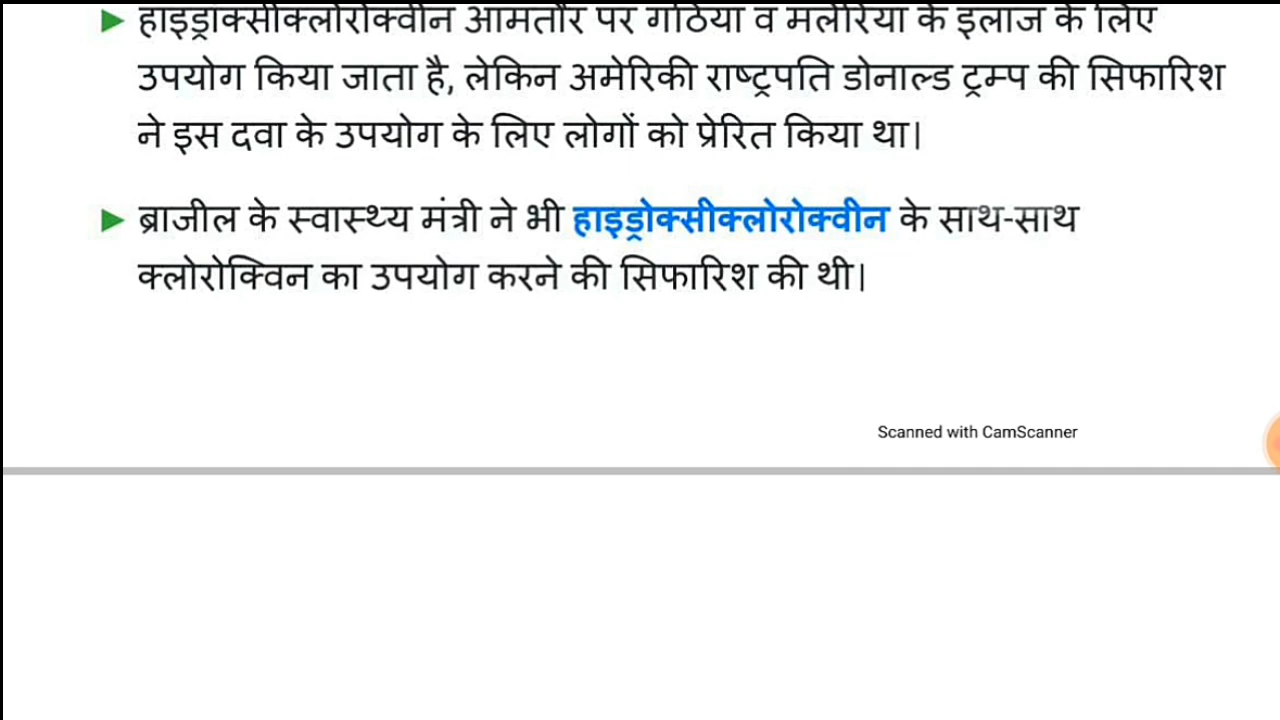 हाइड्रोक्सीक्लोरोक्वीन आमतौर पर गठिया व मलेरिया के इलाज के लिए
उपयोग किया जाता है, लेकिन अमेरिकी राष्ट्रपति डोनाल्ड ट्रम्प की सिफारिश
ने इस दवा के उपयोग के लिए लोगों को प्रेरित किया था|
ब्राजील के स्वास्थ्य मंत्री ने भी हाइड्रोक्सीक्लोरोक्वीन के साथ-साथ
क्लोरोक्विन का उपयोग करने की सिफारिश की थी|
Scanned with CamScanner